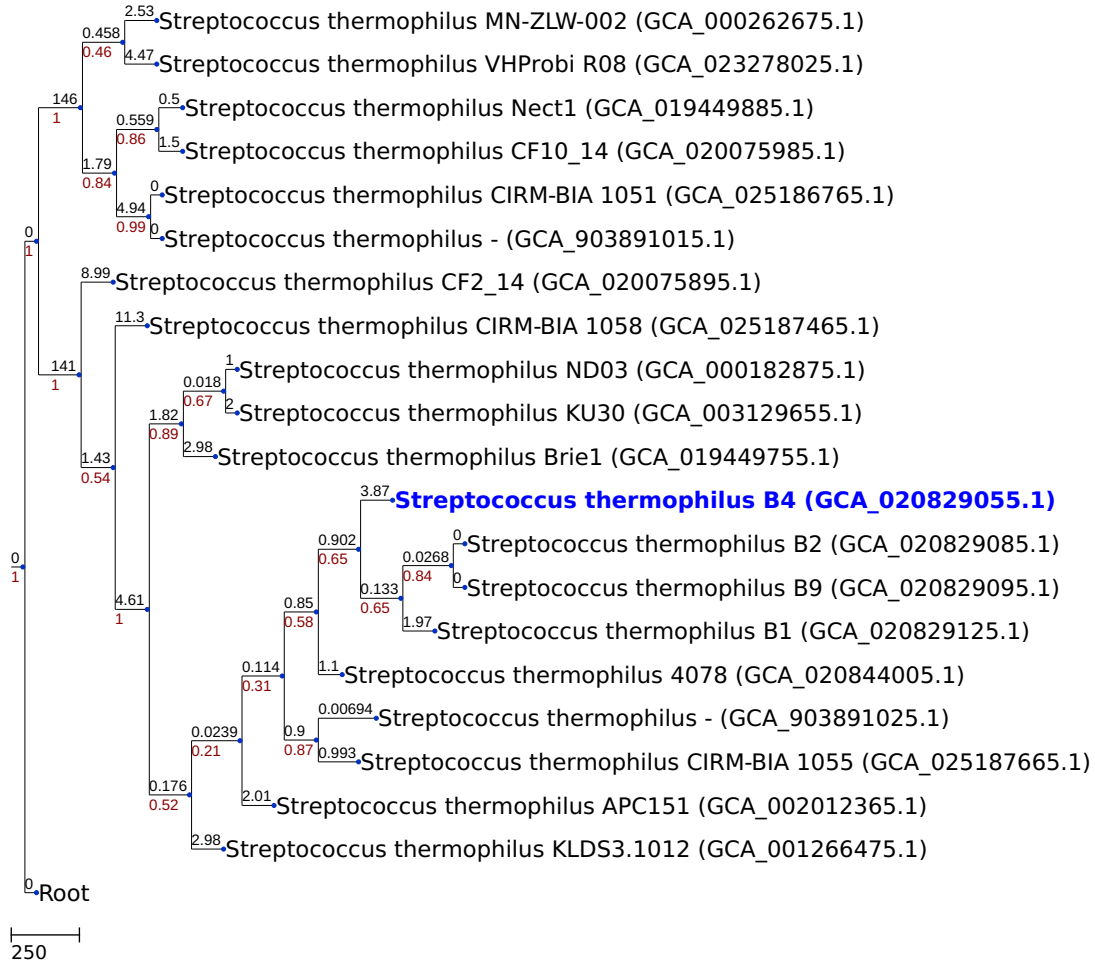 2.53
Streptococcus thermophilus MN-ZLW-002 (GCA_000262675.1)
0.458
0.46
4.47
Streptococcus thermophilus VHProbi R08 (GCA_023278025.1)
146
1
0.5
Streptococcus thermophilus Nect1 (GCA_019449885.1)
0.559
0.86
1.5
Streptococcus thermophilus CF10_14 (GCA_020075985.1)
1.79
0.84
0
Streptococcus thermophilus CIRM-BIA 1051 (GCA_025186765.1)
4.94
0.99
0
Streptococcus thermophilus - (GCA_903891015.1)
0
1
8.99
Streptococcus thermophilus CF2_14 (GCA_020075895.1)
11.3
Streptococcus thermophilus CIRM-BIA 1058 (GCA_025187465.1)
141
1
1
Streptococcus thermophilus ND03 (GCA_000182875.1)
0.018
0.67
2
Streptococcus thermophilus KU30 (GCA_003129655.1)
1.82
0.89
2.98
Streptococcus thermophilus Brie1 (GCA_019449755.1)
1.43
0.54
3.87
Streptococcus thermophilus B4 (GCA_020829055.1)
0.902
0.65
0
Streptococcus thermophilus B2 (GCA_020829085.1)
0.0268
0.84
0
Streptococcus thermophilus B9 (GCA_020829095.1)
0
1
0.133
0.65
4.61
1
0.85
0.58
1.97
Streptococcus thermophilus B1 (GCA_020829125.1)
0.114
0.31
1.1
Streptococcus thermophilus 4078 (GCA_020844005.1)
0.00694
Streptococcus thermophilus - (GCA_903891025.1)
0.0239
0.21
0.9
0.87
0.993
Streptococcus thermophilus CIRM-BIA 1055 (GCA_025187665.1)
0.176
0.52
2.01
Streptococcus thermophilus APC151 (GCA_002012365.1)
2.98
Streptococcus thermophilus KLDS3.1012 (GCA_001266475.1)
0
Root
250